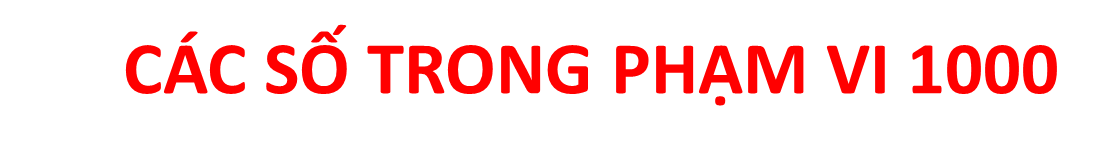 CÁC SỐ TRONG PHẠM VI 1000